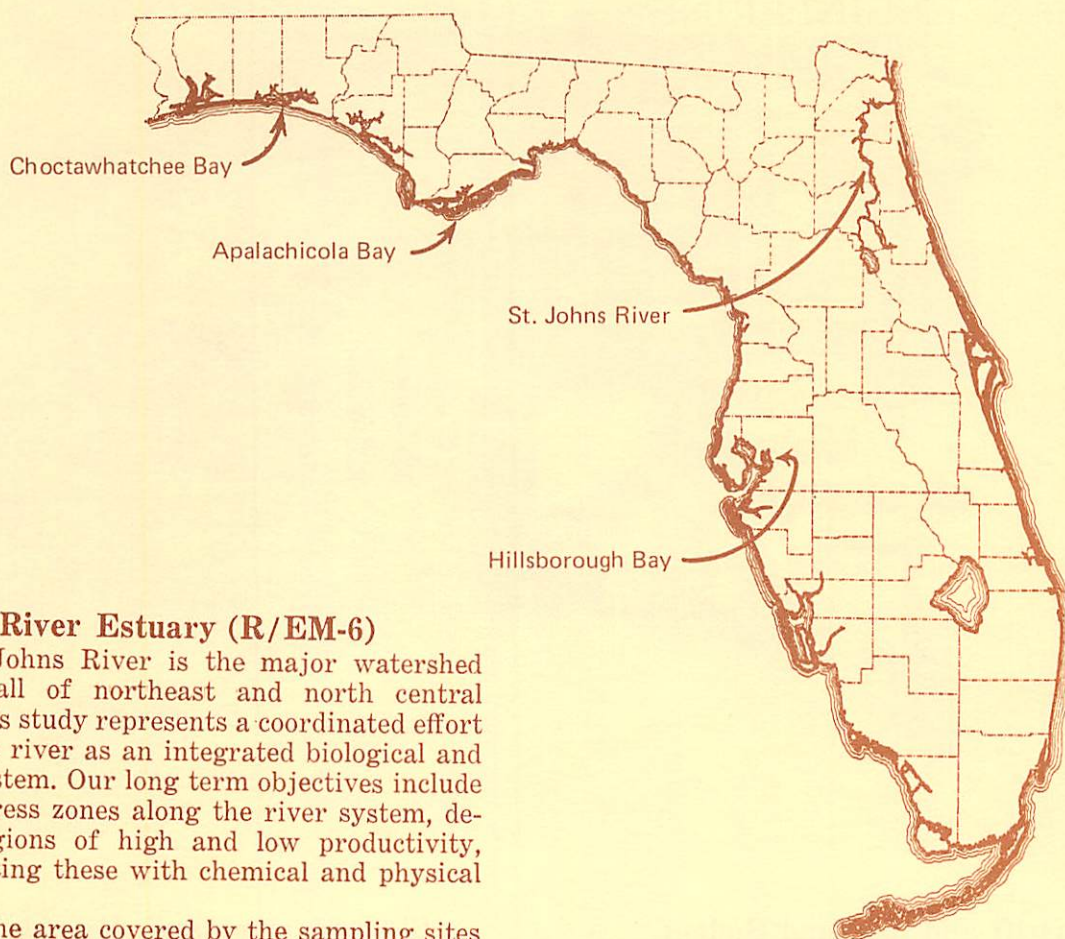 Choctawhatchee Bay
Apalachicola Bay
St. Johns River
Hillsborough Bay
River Estuary (R/EM-6)
Johns River is the major watershed
all of northeast and north central
s study represents a coordinated effort
river as an integrated biological and
stem. Our long term objectives include
ress zones along the river system, de-
gions of high and low productivity,
ting these with chemical and physical
ne area covered by the sampling sites